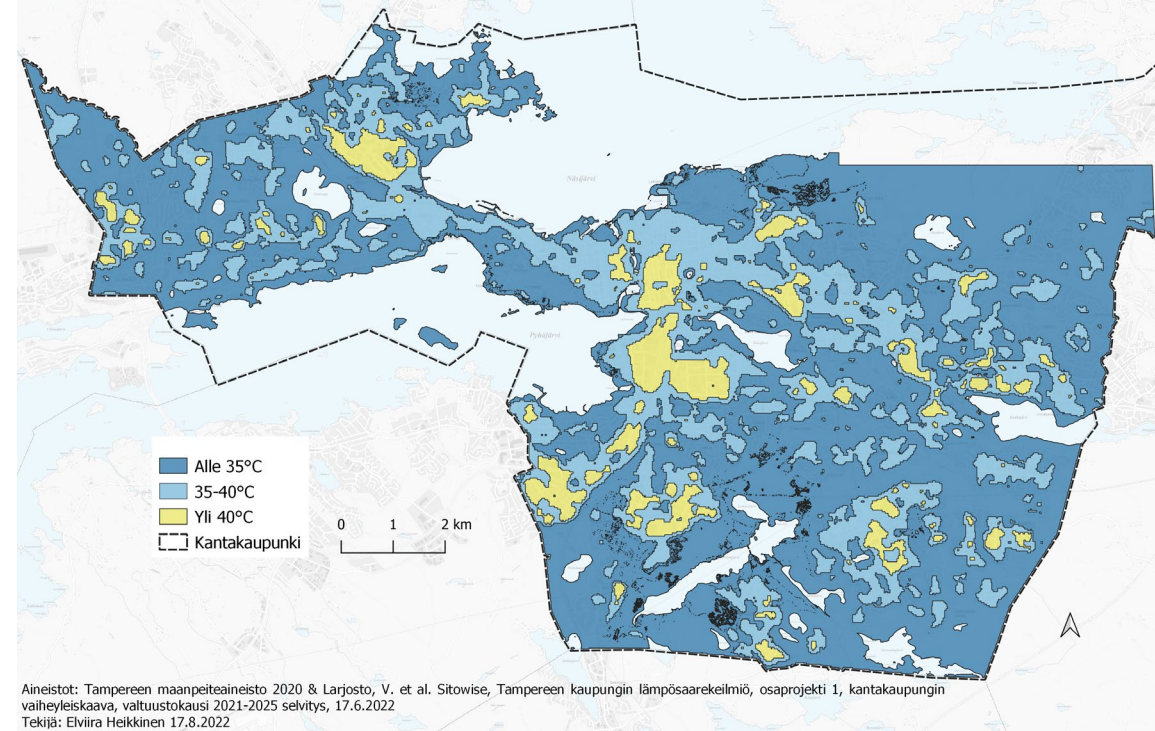 Näsijärvi
Pyhäjärvi
Alle 35°C
35-40°C
Yli 40°C
Kantakaupunki
0 1 2 km
Aineistot: Tampereen maanpeiteaineisto 2020 & Larjosto, V. et al. Sitowise, Tampereen kaupungin lämpösaarekeilmiö, osaprojekti 1, kantakaupungin
vaiheyleiskaava, valtuustokausi 2021-2025 selvitys, 17.6.2022
Tekijä: Elviira Heikkinen 17.8.2022